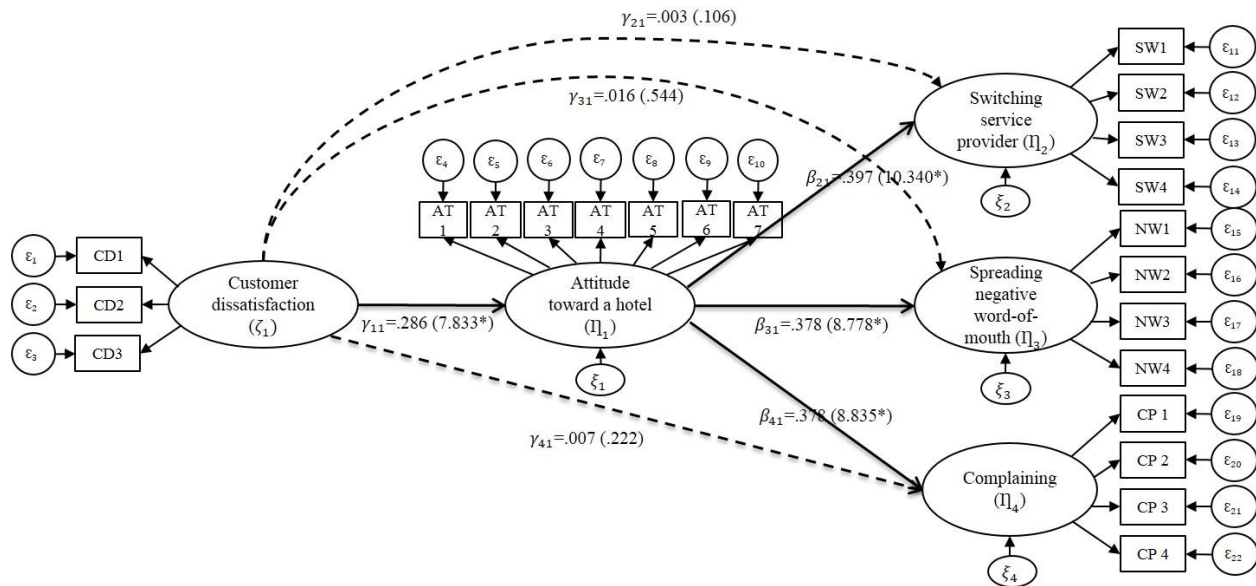 γ21=.003 (.106)
γ31=.016 (.544)
SW1
ε11
SW2
ε12
SW3
ε13
SW4
ε14
Switching
service
provider (Ƞ2)
ξ2
ε4
ε5
ε6
ε7
ε8
ε9
ε10
AT
1
AT
2
AT
3
AT
4
AT
5
AT
6
AT
7
β21=.397 (10.340*)
ε1
CD1
ε2
CD2
ε3
CD3
Customer
dissatisfaction
(ζ1)
γ11=.286 (7.833*)
Attitude
toward a hotel
(Ƞ1)
ξ1
β31=.378 (8.778*)
Spreading
negative
word-of-
mouth (Ƞ3)
ξ3
NW1
ε15
NW2
ε16
NW3
ε17
NW4
ε18
γ41=.007 (.222)
β41=.378 (8.835*)
Complaining
(Ƞ4)
ξ4
CP 1
ε19
CP 2
ε20
CP 3
ε21
CP 4
ε22